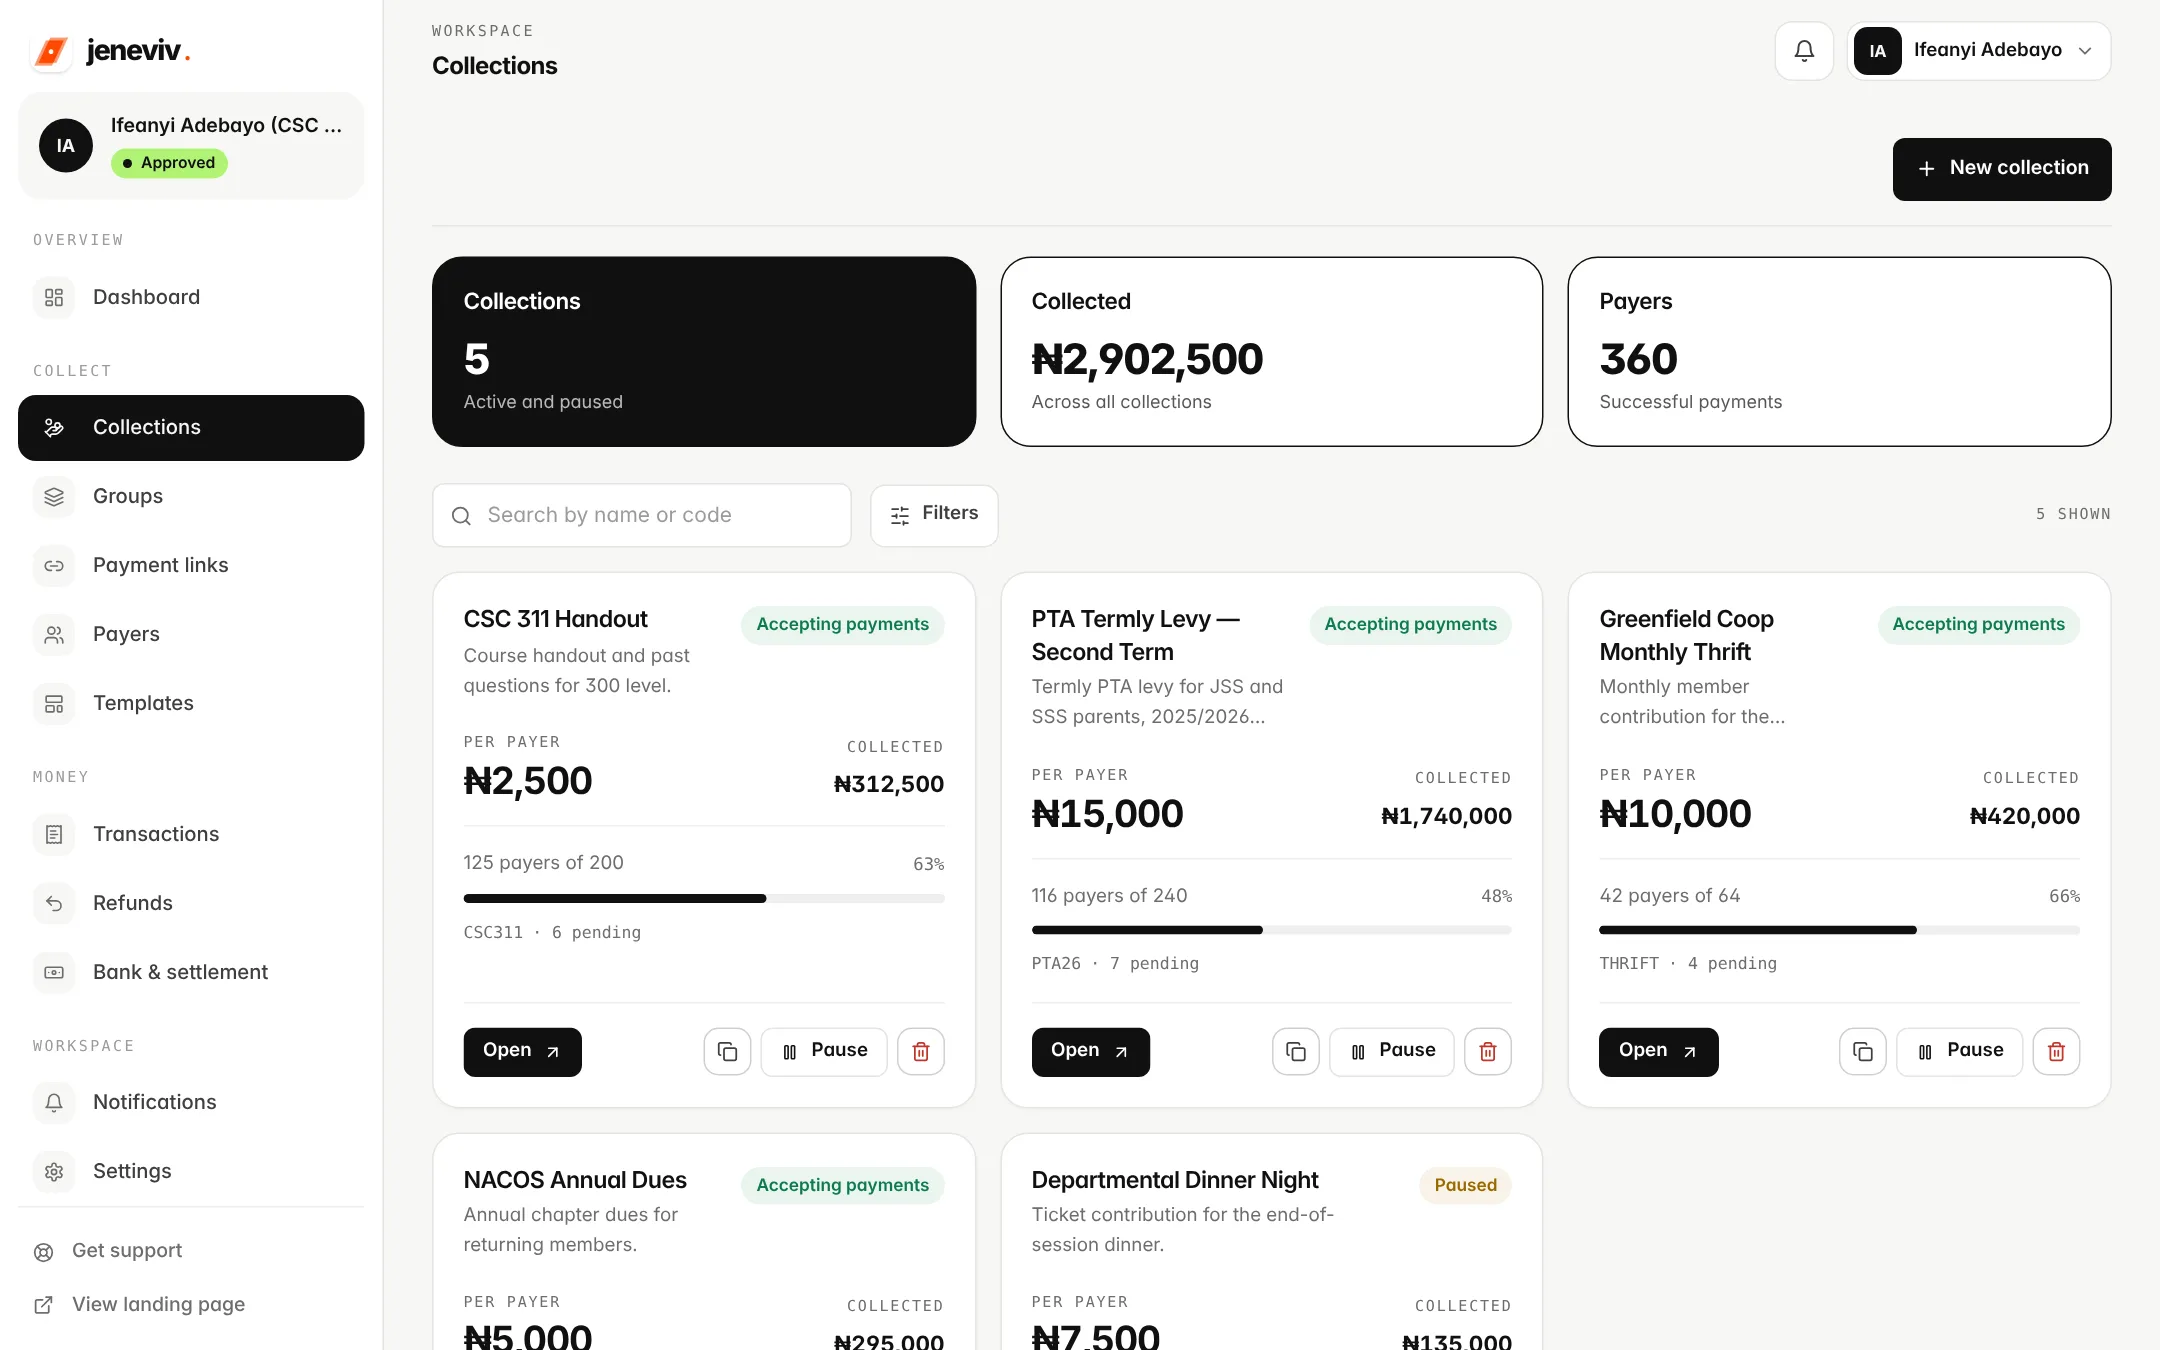 jeneviv.
IA
Ifeanyi Adebayo (CSC ...
Approved
OVERVIEW
Dashboard
COLLECT
Collections
Groups
Payment links
Payers
Templates
MONEY
Transactions
Refunds
Bank & settlement
WORKSPACE
Notifications
Settings
Get support
View landing page
WORKSPACE
Collections
IA
Ifeanyi Adebayo
+ New collection
Collections
5
Active and paused
Collected
₦2,902,500
Across all collections
Payers
360
Successful payments
Search by name or code
Filters
5 SHOWN
CSC 311 Handout
Accepting payments
Course handout and past
questions for 300 level.
PER PAYER
COLLECTED
₦2,500
₦312,500
125 payers of 200
63%
CSC311 · 6 pending
Open
Pause
PTA Termly Levy —
Second Term
Accepting payments
Termly PTA levy for JSS and
SSS parents, 2025/2026...
PER PAYER
COLLECTED
₦15,000
₦1,740,000
116 payers of 240
48%
PTA26 · 7 pending
Open
Pause
Greenfield Coop
Monthly Thrift
Accepting payments
Monthly member
contribution for the...
PER PAYER
COLLECTED
₦10,000
₦420,000
42 payers of 64
66%
THRIFT · 4 pending
Open
Pause
NACOS Annual Dues
Accepting payments
Annual chapter dues for
returning members.
PER PAYER
COLLECTED
₦5,000
₦295,000
Departmental Dinner Night
Paused
Ticket contribution for the end-of-
session dinner.
PER PAYER
COLLECTED
₦7,500
₦135,000